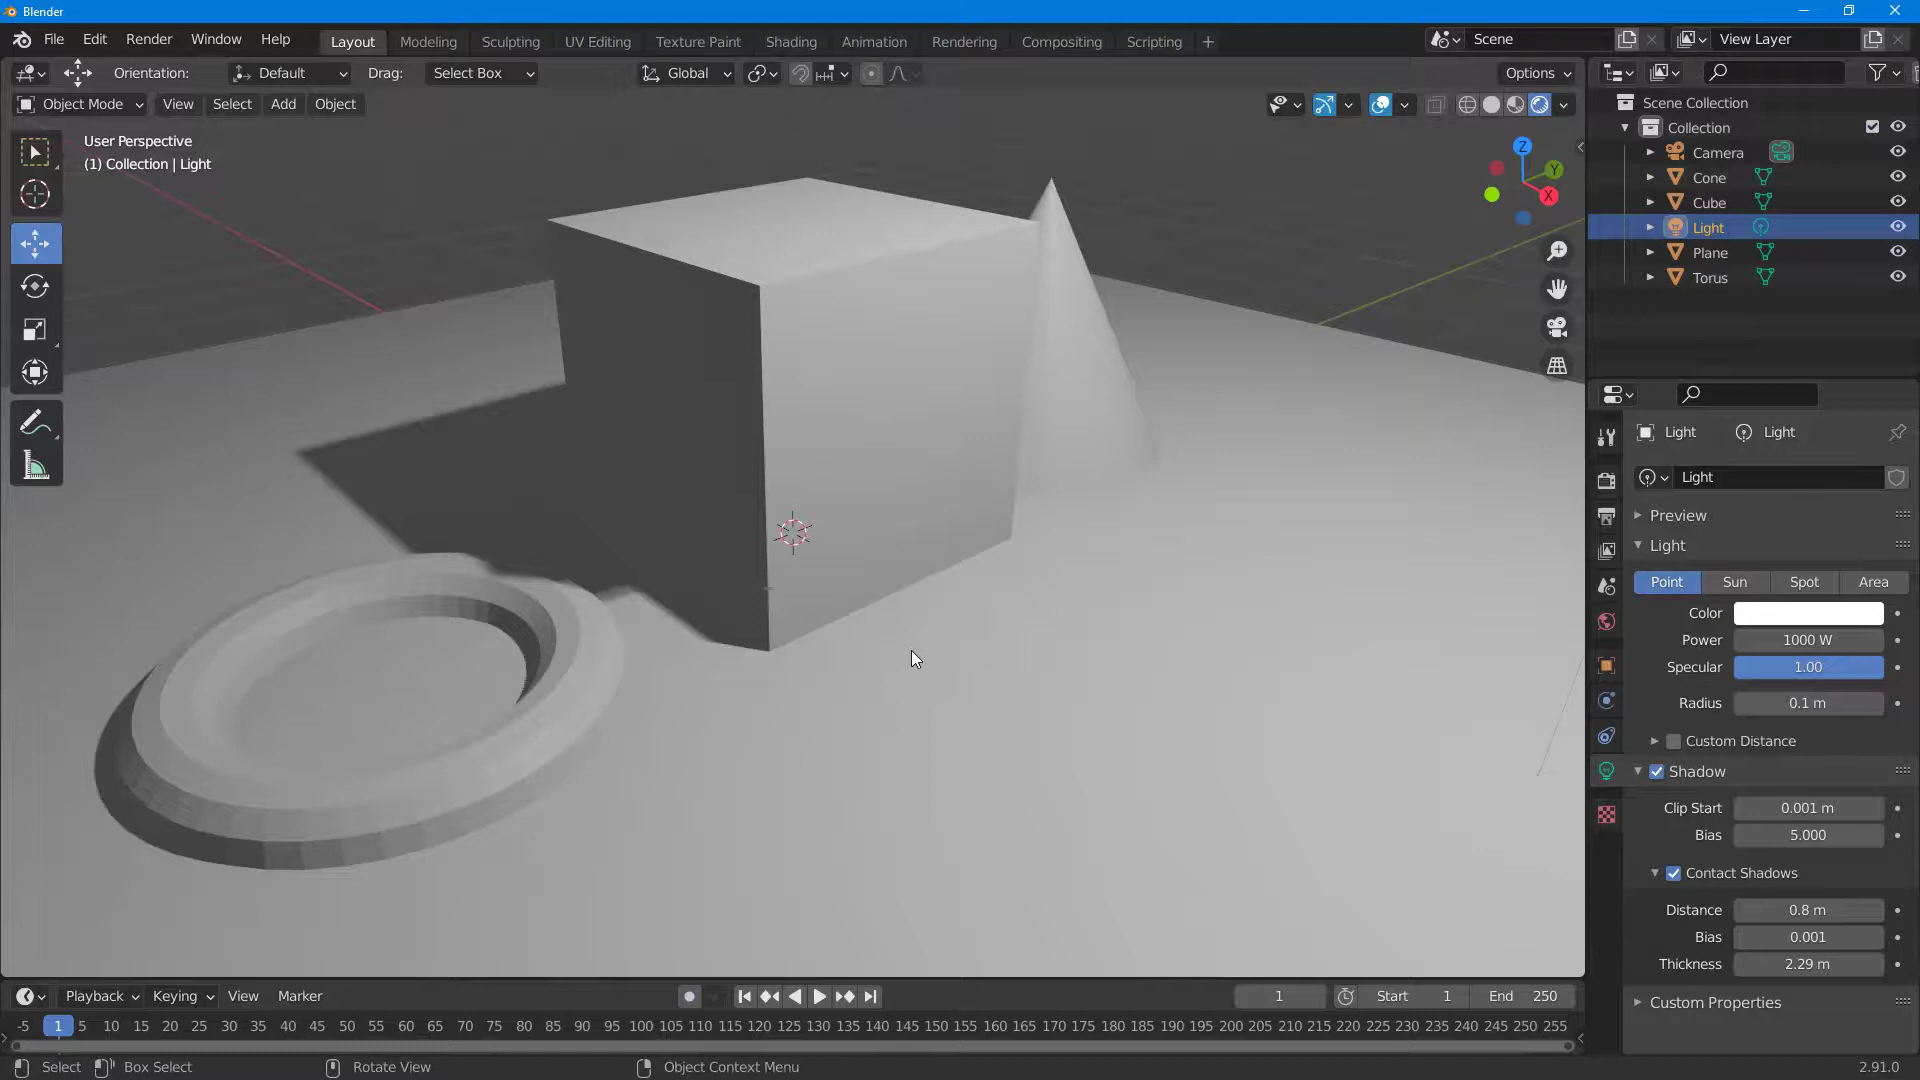 Blender
File Edit Render Window Help Layout Modeling Sculpting UV Editing Texture Paint Shading Animation Rendering Compositing Scripting + Scene View Layer
Orientation: Default Drag: Select Box Global Options
Object Mode View Select Add Object
User Perspective
(1) Collection | Light
Z
Y
X
Scene Collection
Collection
Camera
Cone
Cube
Light
Plane
Torus
Light Light
Light
Preview
Light
Point Sun Spot Area
Color
Power 1000 W
Specular 1.00
Radius 0.1 m
Custom Distance
Shadow
Clip Start 0.001 m
Bias 5.000
Contact Shadows
Distance 0.8 m
Bias 0.001
Thickness 2.29 m
Custom Properties
Playback Keying View Marker 1 Start 1 End 250
-5 1 5 10 15 20 25 30 35 40 45 50 55 60 65 70 75 80 85 90 95 100 105 110 115 120 125 130 135 140 145 150 155 160 165 170 175 180 185 190 195 200 205 210 215 220 225 230 235 240 245 250 255
Select Box Select Rotate View Object Context Menu 2.91.0